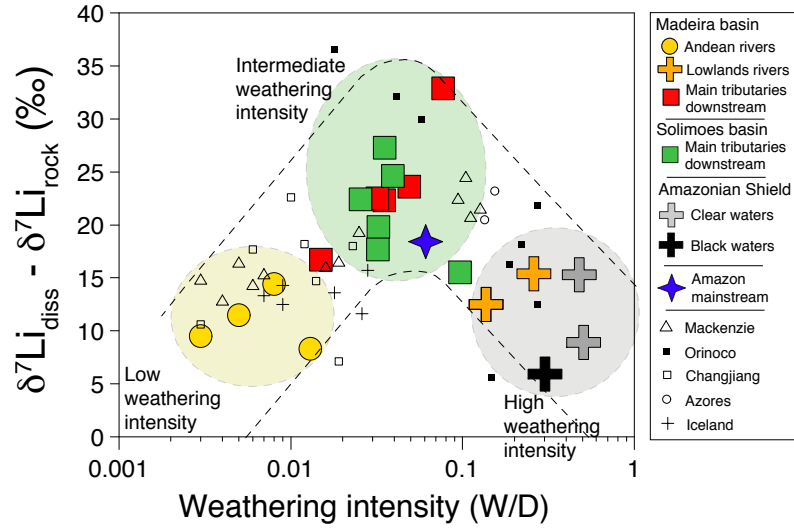 40
35
30
25
20
15
10
5
0
δ⁷Li_diss - δ⁷Li_rock (‰)
0.001
0.01
0.1
1
Weathering intensity (W/D)
Intermediate
weathering
intensity
Low
weathering
intensity
High
weathering
intensity
Madeira basin
Andean rivers
Lowlands rivers
Main tributaries
downstream
Solimoes basin
Main tributaries
downstream
Amazonian Shield
Clear waters
Black waters
Amazon
mainstream
Mackenzie
Orinoco
Changjiang
Azores
Iceland